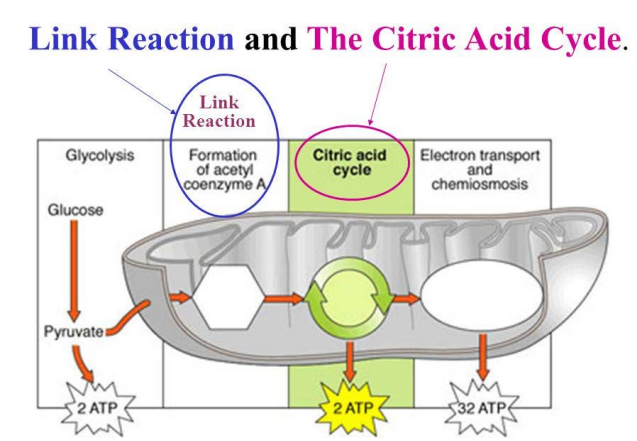 Link Reaction and The Citric Acid Cycle.
Link
Reaction
Glycolysis
Formation
of acetyl
coenzyme A
Citric acid
cycle
Electron transport
and
chemiosmosis
Glucose
Pyruvate
2 ATP
2 ATP
32 ATP